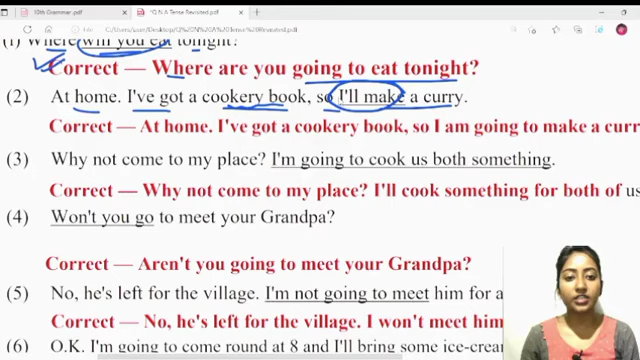 10th Grammar.pdf
*Q.N A Tense Revisited.pdf
(1) Where will you eat tonight?
Correct — Where are you going to eat tonight?
(2) At home. I've got a cookery book, so I'll make a curry.
Correct — At home. I've got a cookery book, so I am going to make a curr
(3) Why not come to my place? I'm going to cook us both something.
Correct — Why not come to my place? I'll cook something for both of us
(4) Won't you go to meet your Grandpa?
Correct — Aren't you going to meet your Grandpa?
(5) No, he's left for the village. I'm not going to meet him for a
Correct — No, he's left for the village. I won't meet him
(6) O.K. I'm going to come round at 8 and I'll bring some ice-cream